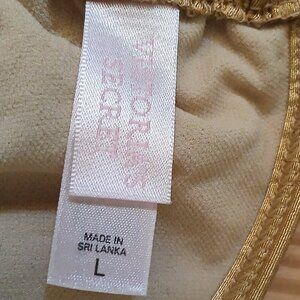 VICTORIA'S
SECRET
MADE IN
SRI LANKA
L